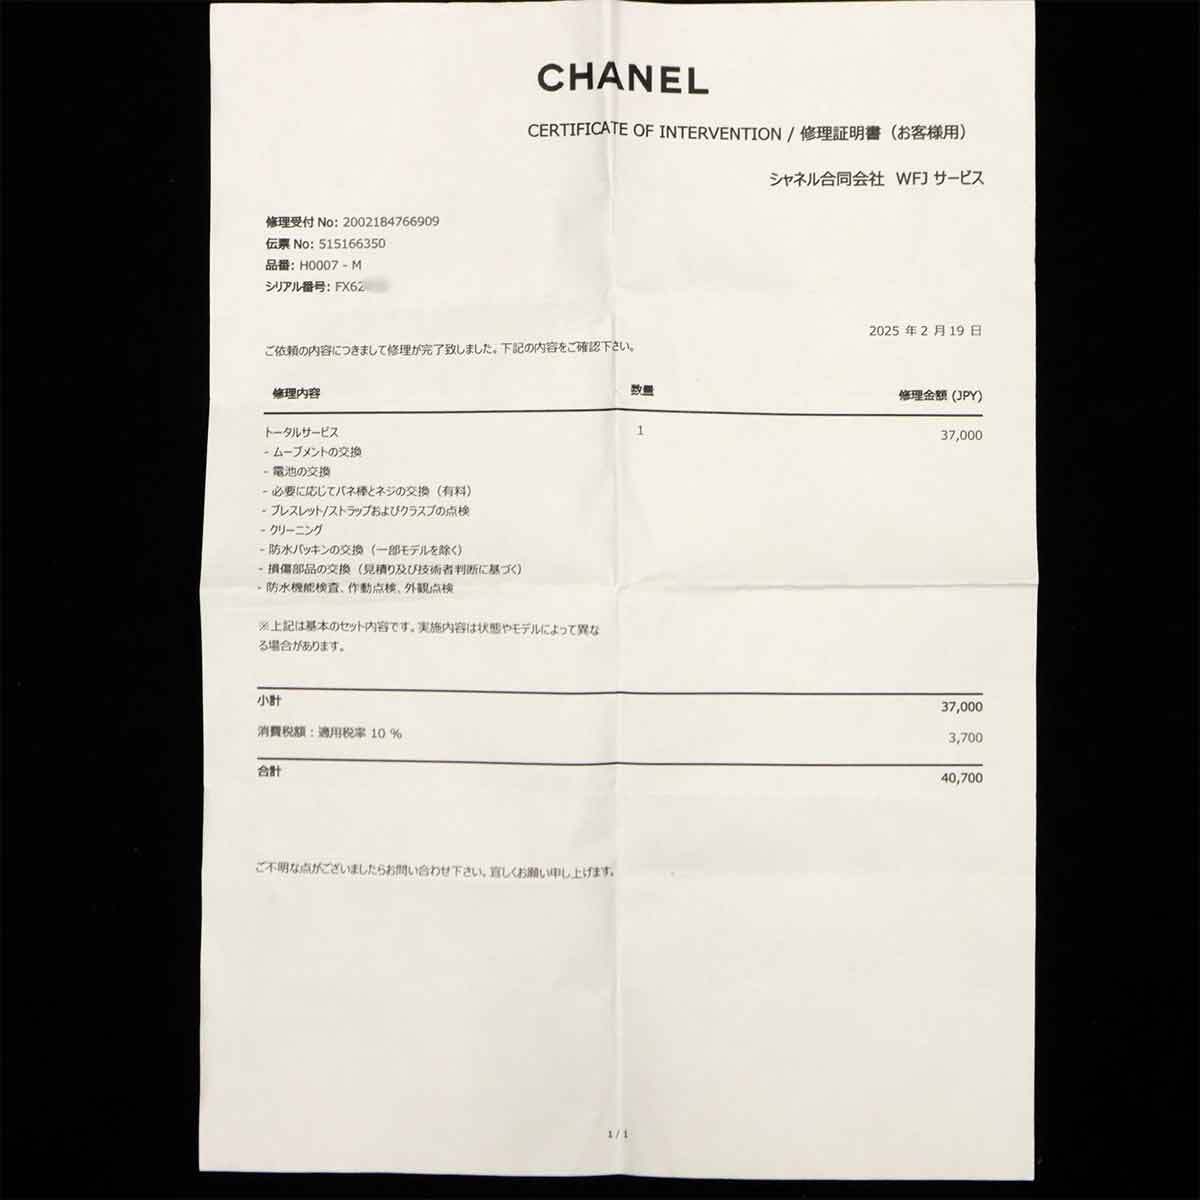 CHANEL
CERTIFICATE OF INTERVENTION / 修理証明書（お客様用）
シャネル合同会社 WFJ サービス
修理受付 No: 2002184766909
伝票 No: 515166350
品番: H0007 - M
シリアル番号: FX62
2025 年 2 月 19 日
ご依頼の内容につきまして修理が完了致しました。下記の内容をご確認下さい。
修理内容 数量 修理金額 (JPY)
トータルサービス 1 37,000
- ムーブメントの交換
- 電池の交換
- 必要に応じてバネ棒とネジの交換（有料）
- ブレスレット/ストラップおよびクラスプの点検
- クリーニング
- 防水パッキンの交換（一部モデルを除く）
- 損傷部品の交換（見積り及び技術者判断に基づく）
- 防水機能検査、作動点検、外観点検
※上記は基本のセット内容です。実施内容は状態やモデルによって異な
る場合があります。
小計 37,000
消費税額 : 適用税率 10 % 3,700
合計 40,700
ご不明な点がございましたらお問い合わせ下さい。宜しくお願い申し上げます。
1 / 1